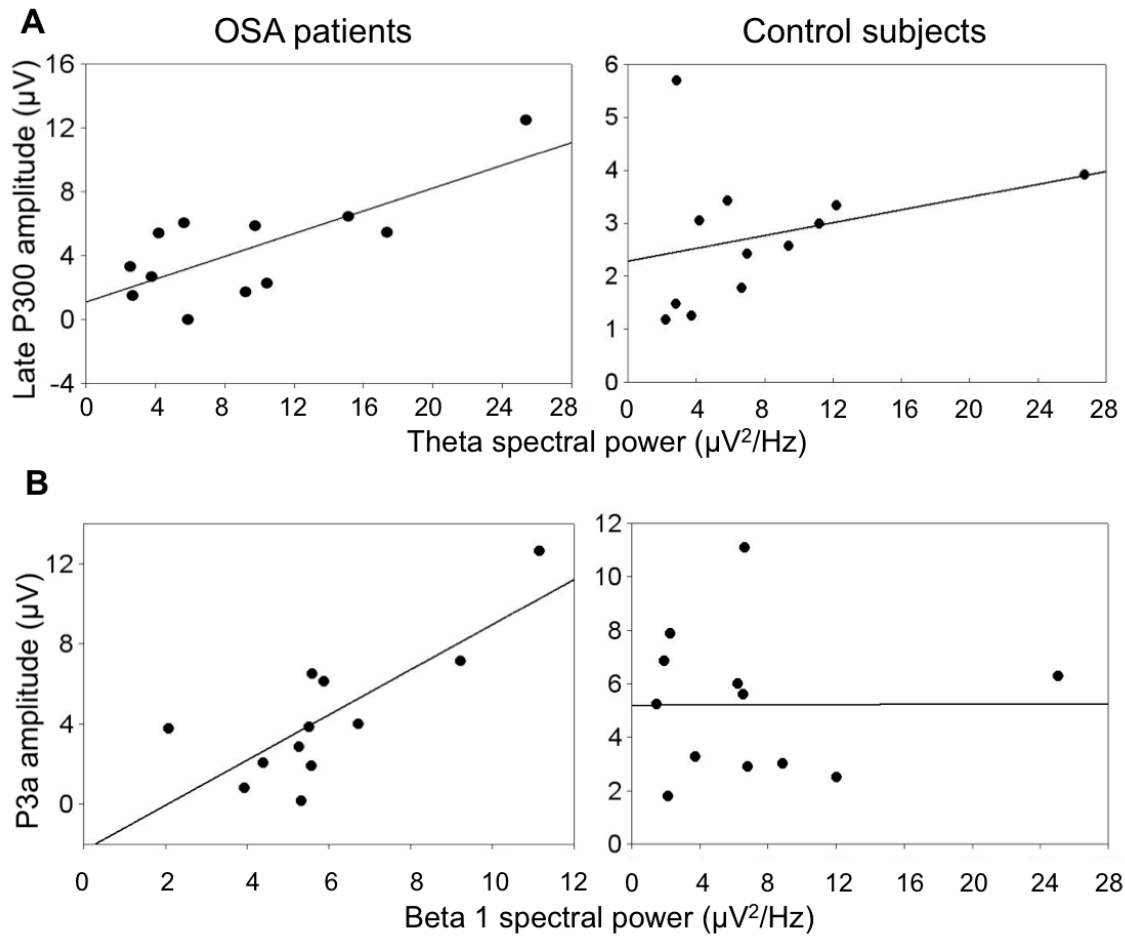 A
OSA patients
Control subjects
Late P300 amplitude (µV)
16
12
8
4
0
-4
0 4 8 12 16 20 24 28
6
5
4
3
2
1
0
0 4 8 12 16 20 24 28
Theta spectral power (µV²/Hz)
B
P3a amplitude (µV)
12
8
4
0
0 2 4 6 8 10 12
12
10
8
6
4
2
0
0 4 8 12 16 20 24 28
Beta 1 spectral power (µV²/Hz)